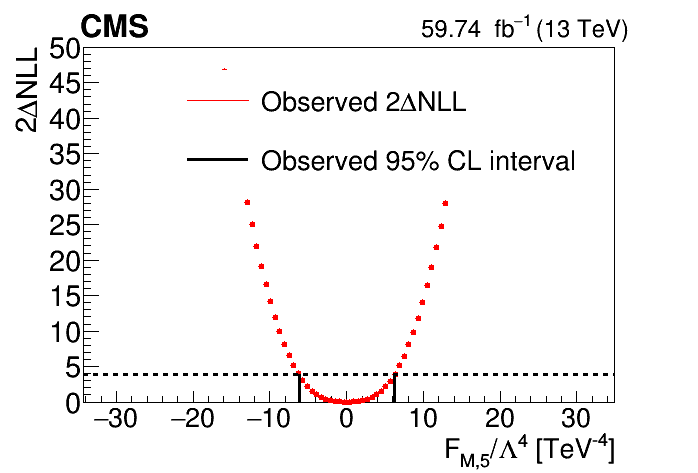 CMS
59.74 fb⁻¹ (13 TeV)
2ΔNLL
50
45
40
35
30
25
20
15
10
5
0
Observed 2ΔNLL
Observed 95% CL interval
−30 −20 −10 0 10 20 30
F_M,5/Λ⁴ [TeV⁻⁴]